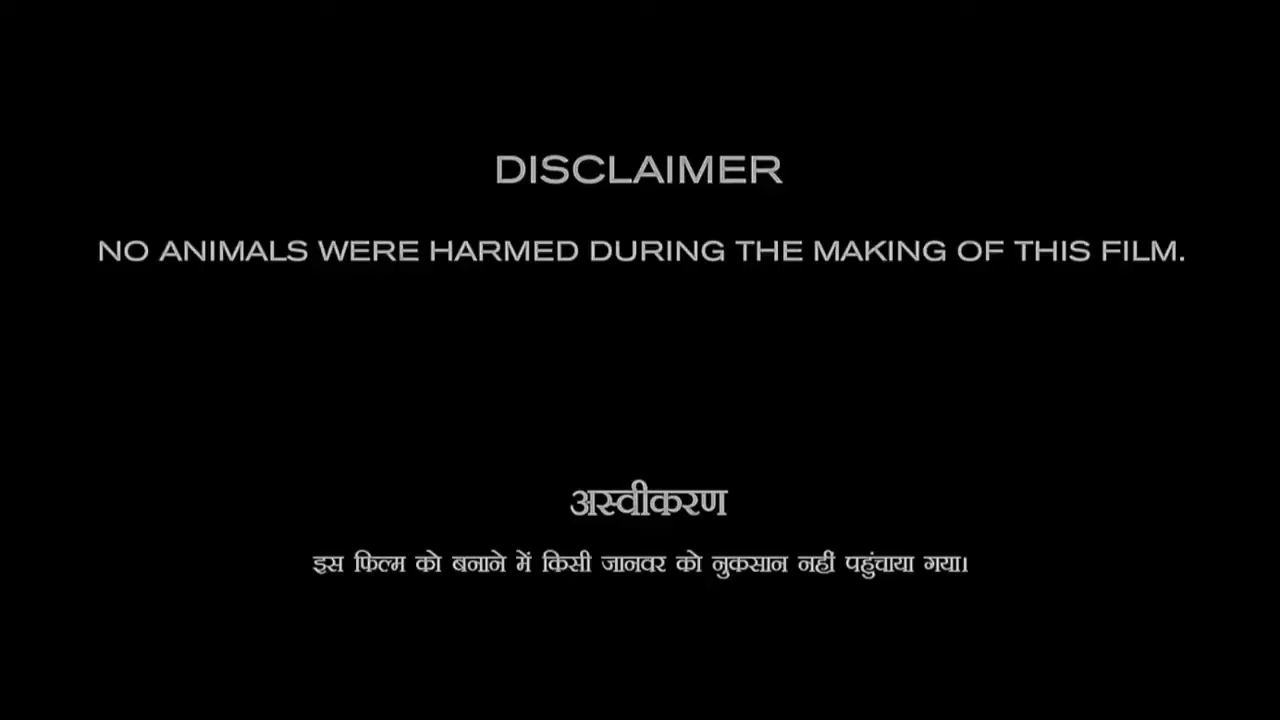 DISCLAIMER
NO ANIMALS WERE HARMED DURING THE MAKING OF THIS FILM.
अस्वीकरण
इस फिल्म को बनाने में किसी जानवर को नुकसान नहीं पहुंचाया गया।